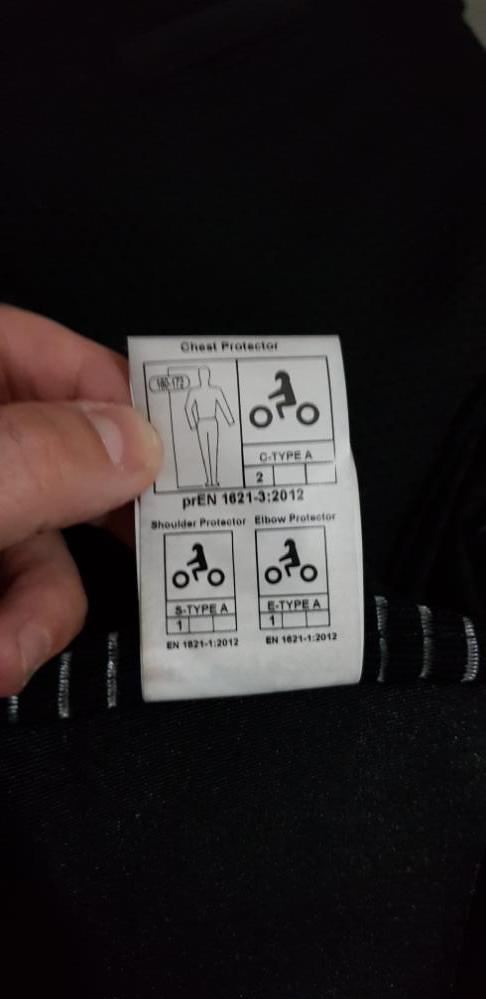 Chest Protector
160-172
C-TYPE A
2
prEN 1621-3:2012
Shoulder Protector Elbow Protector
S-TYPE A E-TYPE A
1 1
EN 1621-1:2012 EN 1621-1:2012